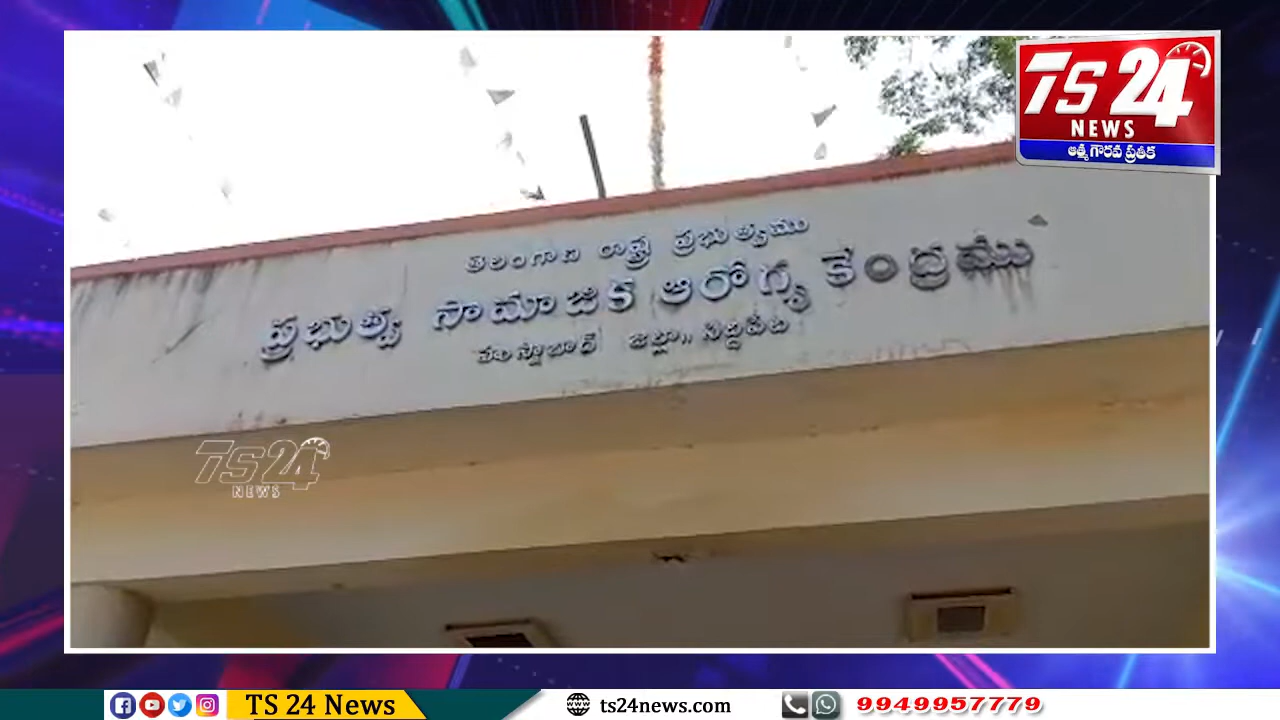 TS 24
NEWS
ఆత్మగౌరవ ప్రతీక
తెలంగాణ రాష్ట్ర ప్రభుత్వము
ప్రభుత్వ సామాజిక ఆరోగ్య కేంద్రము
హుస్నాబాద్ జిల్లా,, సిద్దిపేట
TS 24
NEWS
TS 24 News
ts24news.com
9949957779